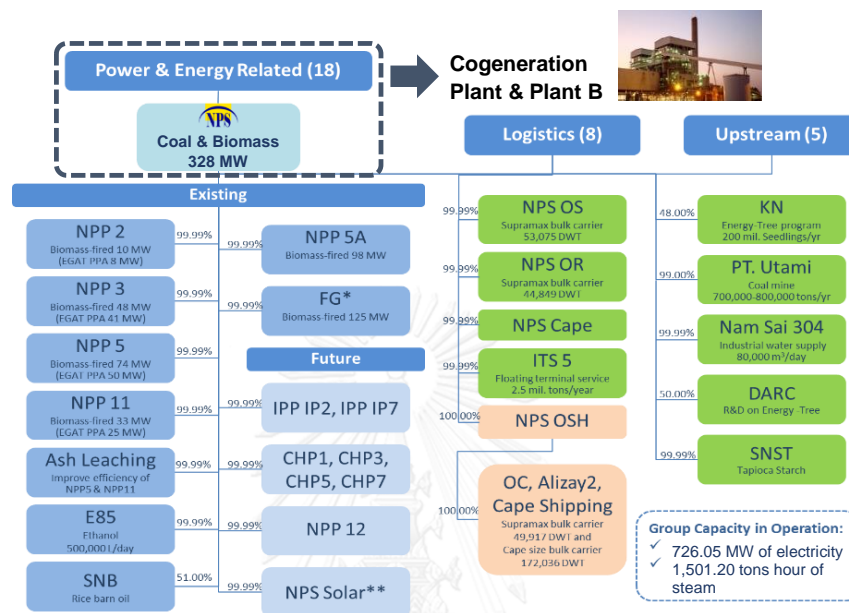 Power & Energy Related (18)
Cogeneration
Plant & Plant B
NPS
Coal & Biomass
328 MW
Logistics (8)
Upstream (5)
Existing
NPP 2
Biomass-fired 10 MW
(EGAT PPA 8 MW)
99.99%
NPP 3
Biomass-fired 48 MW
(EGAT PPA 41 MW)
99.99%
NPP 5
Biomass-fired 74 MW
(EGAT PPA 50 MW)
99.99%
NPP 11
Biomass-fired 33 MW
(EGAT PPA 25 MW)
99.99%
Ash Leaching
Improve efficiency of
NPP5 & NPP11
99.99%
E85
Ethanol
500,000 L/day
99.99%
SNB
Rice barn oil
51.00%
99.99%
NPP 5A
Biomass-fired 98 MW
99.99%
FG*
Biomass-fired 125 MW
Future
99.99%
IPP IP2, IPP IP7
99.99%
CHP1, CHP3,
CHP5, CHP7
99.99%
NPP 12
99.99%
NPS Solar**
99.99%
NPS OS
Supramax bulk carrier
53,075 DWT
99.99%
NPS OR
Supramax bulk carrier
44,849 DWT
99.99%
NPS Cape
99.99%
ITS 5
Floating terminal service
2.5 mil. tons/year
100.00%
NPS OSH
100.00%
OC, Alizay2,
Cape Shipping
Supramax bulk carrier
49,917 DWT and
Cape size bulk carrier
172,036 DWT
48.00%
KN
Energy-Tree program
200 mil. Seedlings/yr
99.00%
PT. Utami
Coal mine
700,000-800,000 tons/yr
99.99%
Nam Sai 304
Industrial water supply
80,000 m³/day
50.00%
DARC
R&D on Energy -Tree
99.99%
SNST
Tapioca Starch
Group Capacity in Operation:
✓ 726.05 MW of electricity
✓ 1,501.20 tons hour of
steam